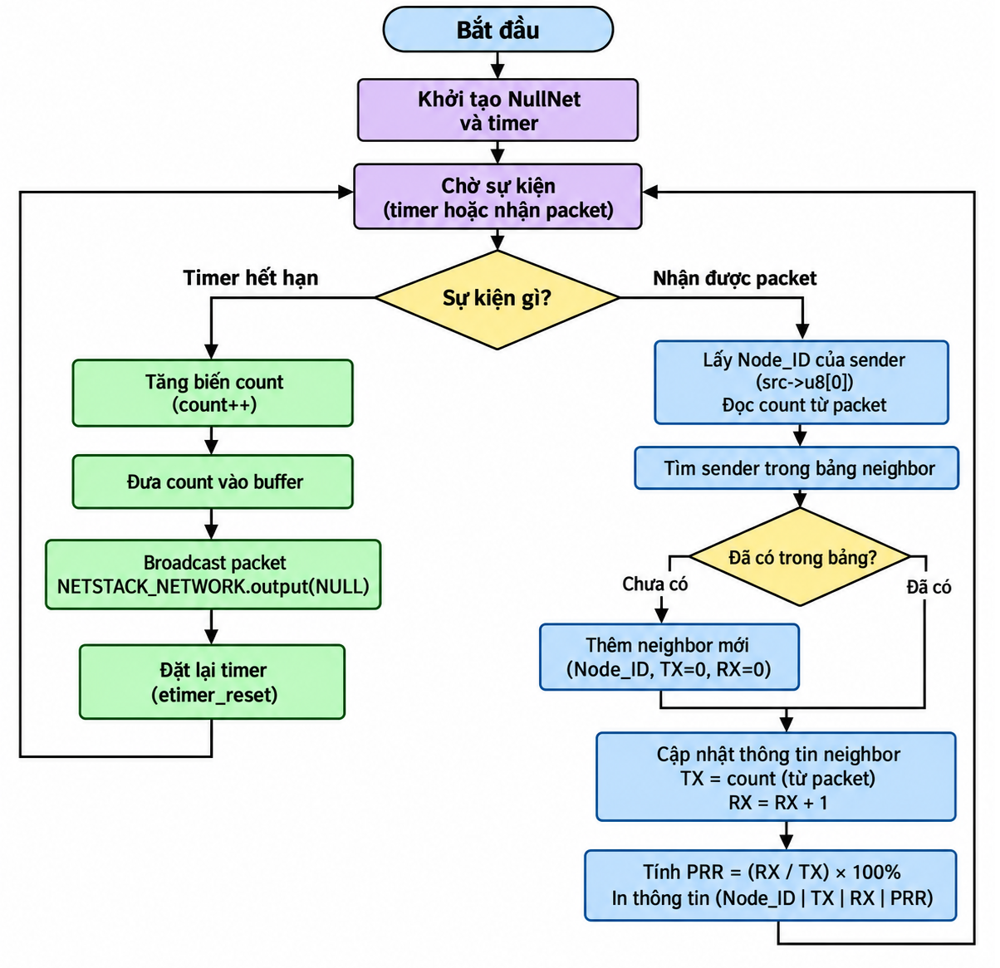 Bắt đầu
Khởi tạo NullNet
và timer
Chờ sự kiện
(timer hoặc nhận packet)
Sự kiện gì?
Timer hết hạn
Tăng biến count
(count++)
Đưa count vào buffer
Broadcast packet
NETSTACK_NETWORK.output(NULL)
Đặt lại timer
(etimer_reset)
Nhận được packet
Lấy Node_ID của sender
(src->u8[0])
Đọc count từ packet
Tìm sender trong bảng neighbor
Đã có trong bảng?
Chưa có
Đã có
Thêm neighbor mới
(Node_ID, TX=0, RX=0)
Cập nhật thông tin neighbor
TX = count (từ packet)
RX = RX + 1
Tính PRR = (RX / TX) × 100%
In thông tin (Node_ID | TX | RX | PRR)